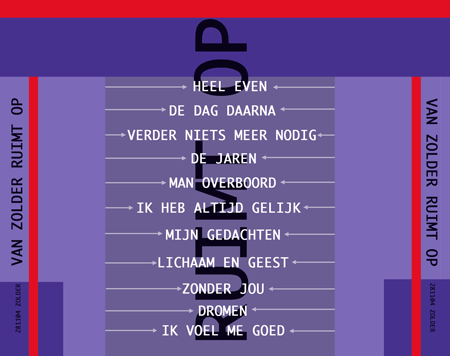 RUIMT OP
HEEL EVEN
DE DAG DAARNA
VERDER NIETS MEER NODIG
DE JAREN
MAN OVERBOORD
IK HEB ALTIJD GELIJK
MIJN GEDACHTEN
LICHAAM EN GEEST
ZONDER JOU
DROMEN
IK VOEL ME GOED
VAN ZOLDER RUIMT OP
ZR1104 ZOLDER
VAN ZOLDER RUIMT OP
ZR1104 ZOLDER